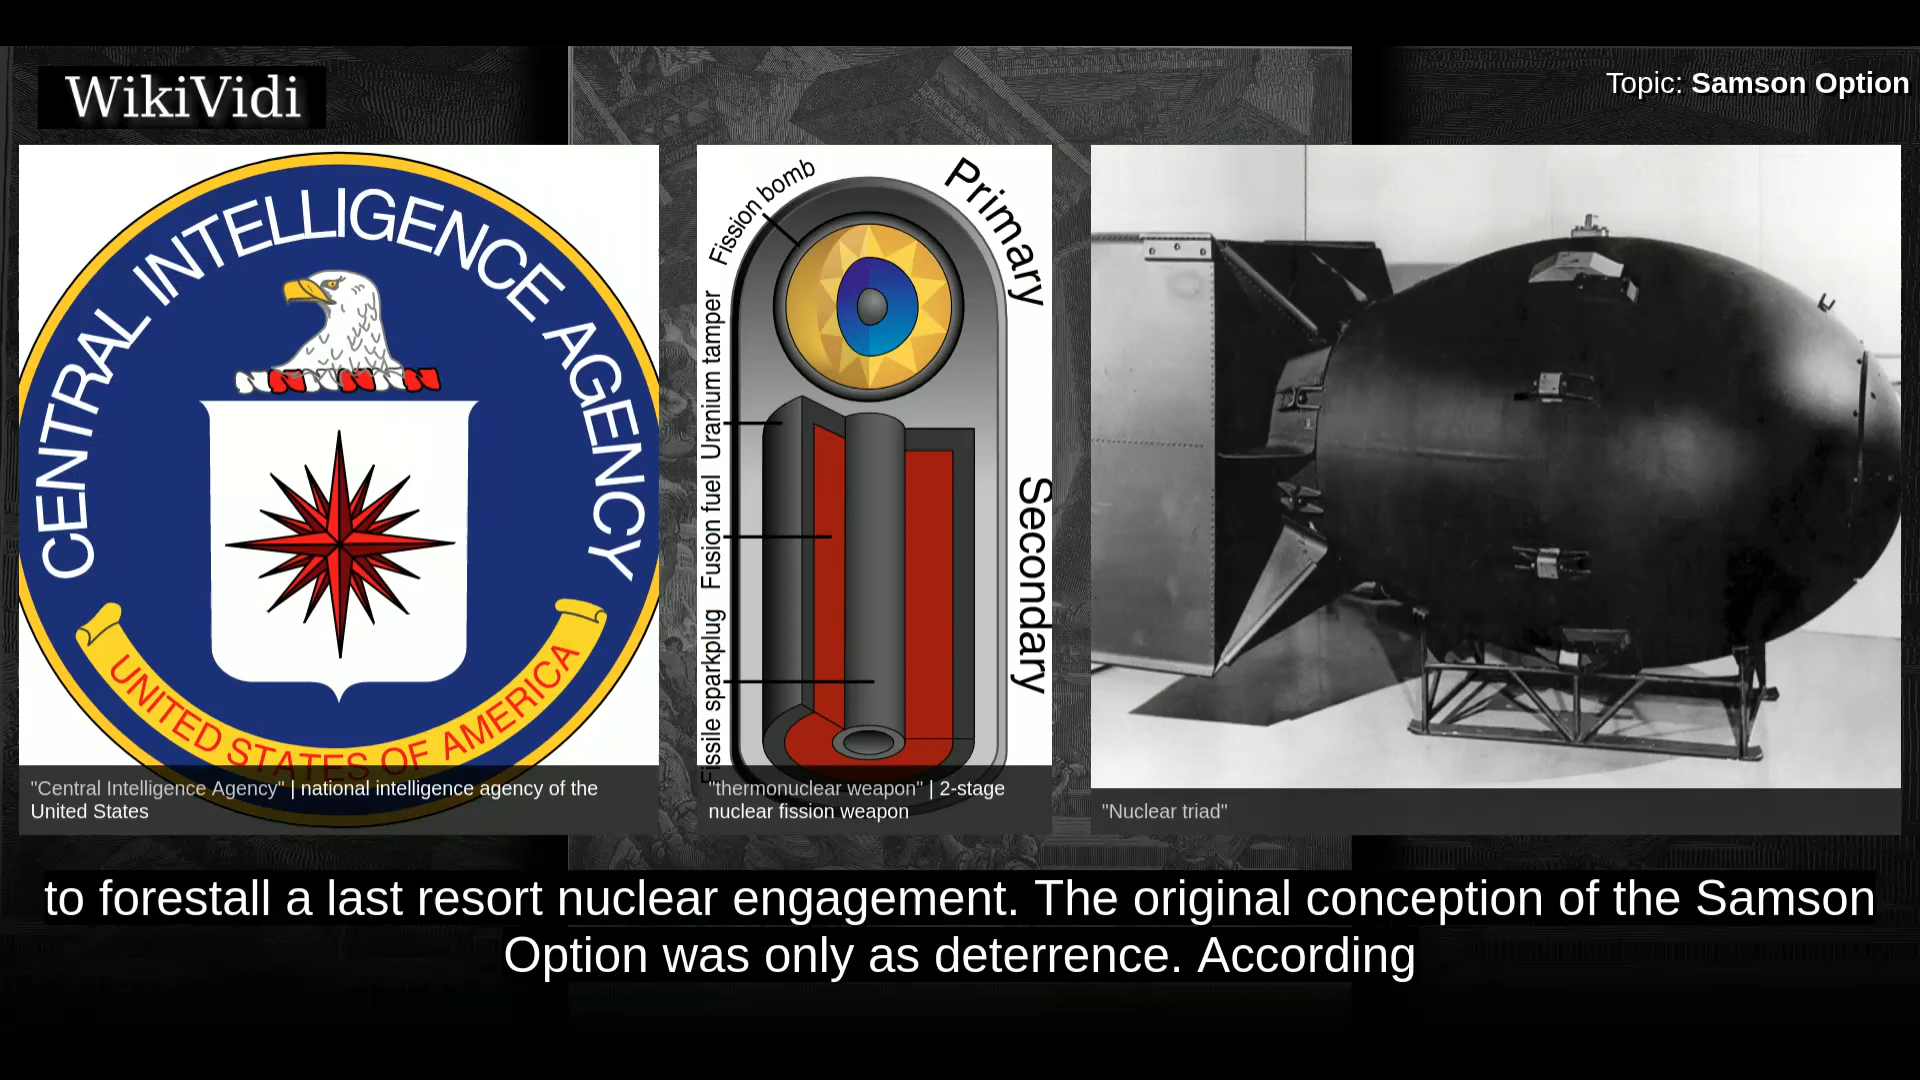 WikiVidi
Topic: Samson Option
CENTRAL INTELLIGENCE AGENCY
UNITED STATES OF AMERICA
"Central Intelligence Agency" | national intelligence agency of the
United States
Fission bomb
Primary
Uranium tamper
Fusion fuel
Secondary
Fissile sparkplug
"thermonuclear weapon" | 2-stage
nuclear fission weapon
"Nuclear triad"
to forestall a last resort nuclear engagement. The original conception of the Samson
Option was only as deterrence. According